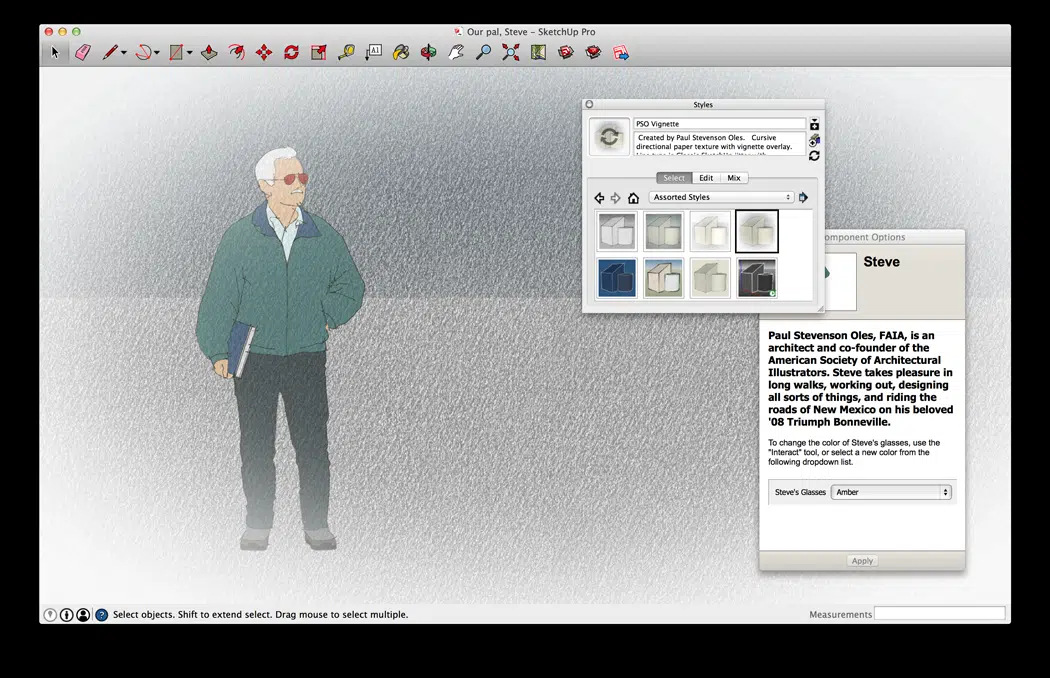 Our pal, Steve - SketchUp Pro
A1
Styles
PSO Vignette
Created by Paul Stevenson Oles. Cursive
directional paper texture with vignette overlay.
Select Edit Mix
Assorted Styles
Component Options
Steve
Paul Stevenson Oles, FAIA, is an
architect and co-founder of the
American Society of Architectural
Illustrators. Steve takes pleasure in
long walks, working out, designing
all sorts of things, and riding the
roads of New Mexico on his beloved
'08 Triumph Bonneville.
To change the color of Steve's glasses, use the
"Interact" tool, or select a new color from the
following dropdown list.
Steve's Glasses Amber
Apply
? Select objects. Shift to extend select. Drag mouse to select multiple.
Measurements